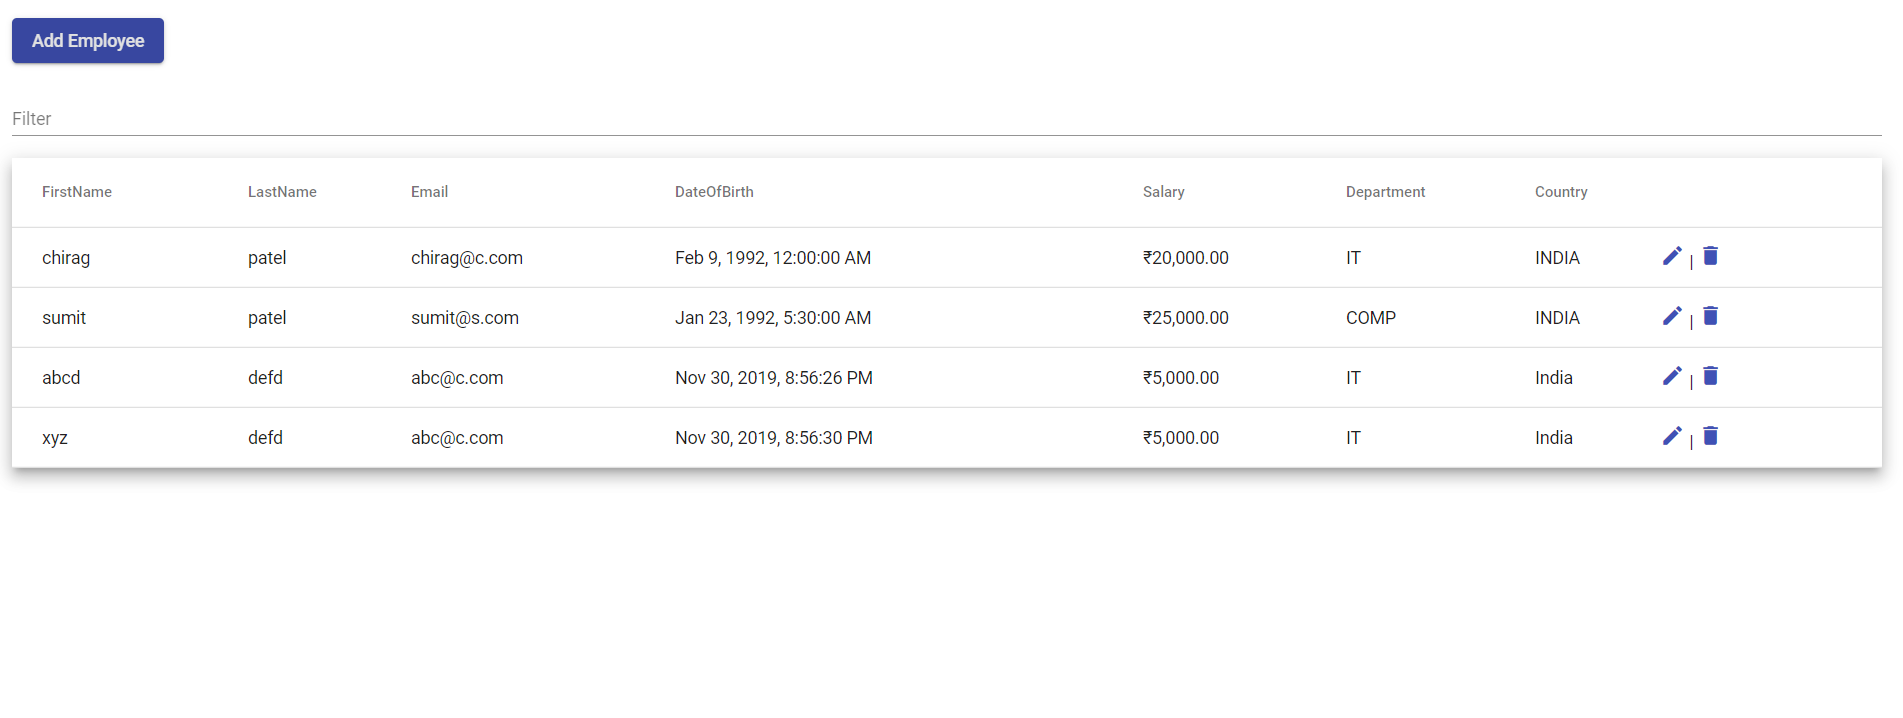 Add Employee
Filter
FirstName LastName Email DateOfBirth Salary Department Country
chirag patel chirag@c.com Feb 9, 1992, 12:00:00 AM ₹20,000.00 IT INDIA |
sumit patel sumit@s.com Jan 23, 1992, 5:30:00 AM ₹25,000.00 COMP INDIA |
abcd defd abc@c.com Nov 30, 2019, 8:56:26 PM ₹5,000.00 IT India |
xyz defd abc@c.com Nov 30, 2019, 8:56:30 PM ₹5,000.00 IT India |